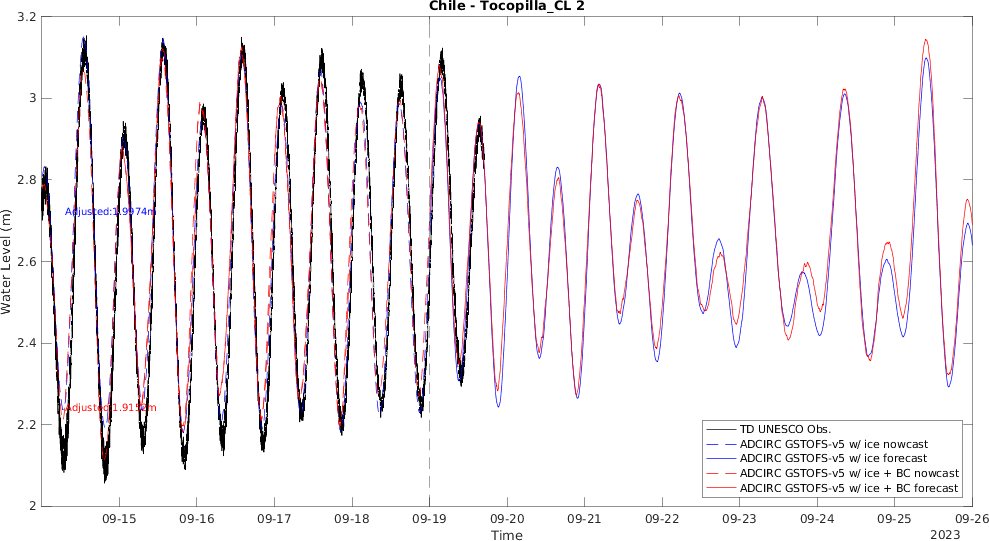 Chile - Tocopilla_CL 2
3.2
3
2.8
2.6
2.4
2.2
2
Water Level (m)
Adjusted:1.9974m
Adjusted:1.9152m
TD UNESCO Obs.
ADCIRC GSTOFS-v5 w/ ice nowcast
ADCIRC GSTOFS-v5 w/ ice forecast
ADCIRC GSTOFS-v5 w/ ice + BC nowcast
ADCIRC GSTOFS-v5 w/ ice + BC forecast
09-15 09-16 09-17 09-18 09-19 09-20 09-21 09-22 09-23 09-24 09-25 09-26
Time
2023